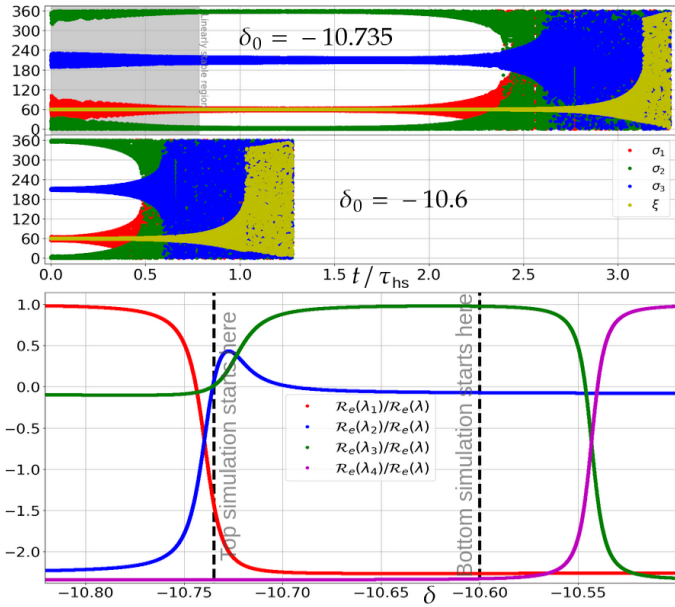 360
300
240
180
120
60
0
δ₀ = − 10.735
Linearly stable region
360
300
240
180
120
60
0
δ₀ = − 10.6
σ₁
σ₂
σ₃
ξ
0.0 0.5 1.0 1.5 2.0 2.5 3.0
t / τhs
1.0
0.5
0.0
−0.5
−1.0
−1.5
−2.0
Top simulation starts here
Bottom simulation starts here
ℛe(λ₁)/ℛe(λ)
ℛe(λ₂)/ℛe(λ)
ℛe(λ₃)/ℛe(λ)
ℛe(λ₄)/ℛe(λ)
−10.80 −10.75 −10.70 −10.65 −10.60 −10.55
δ